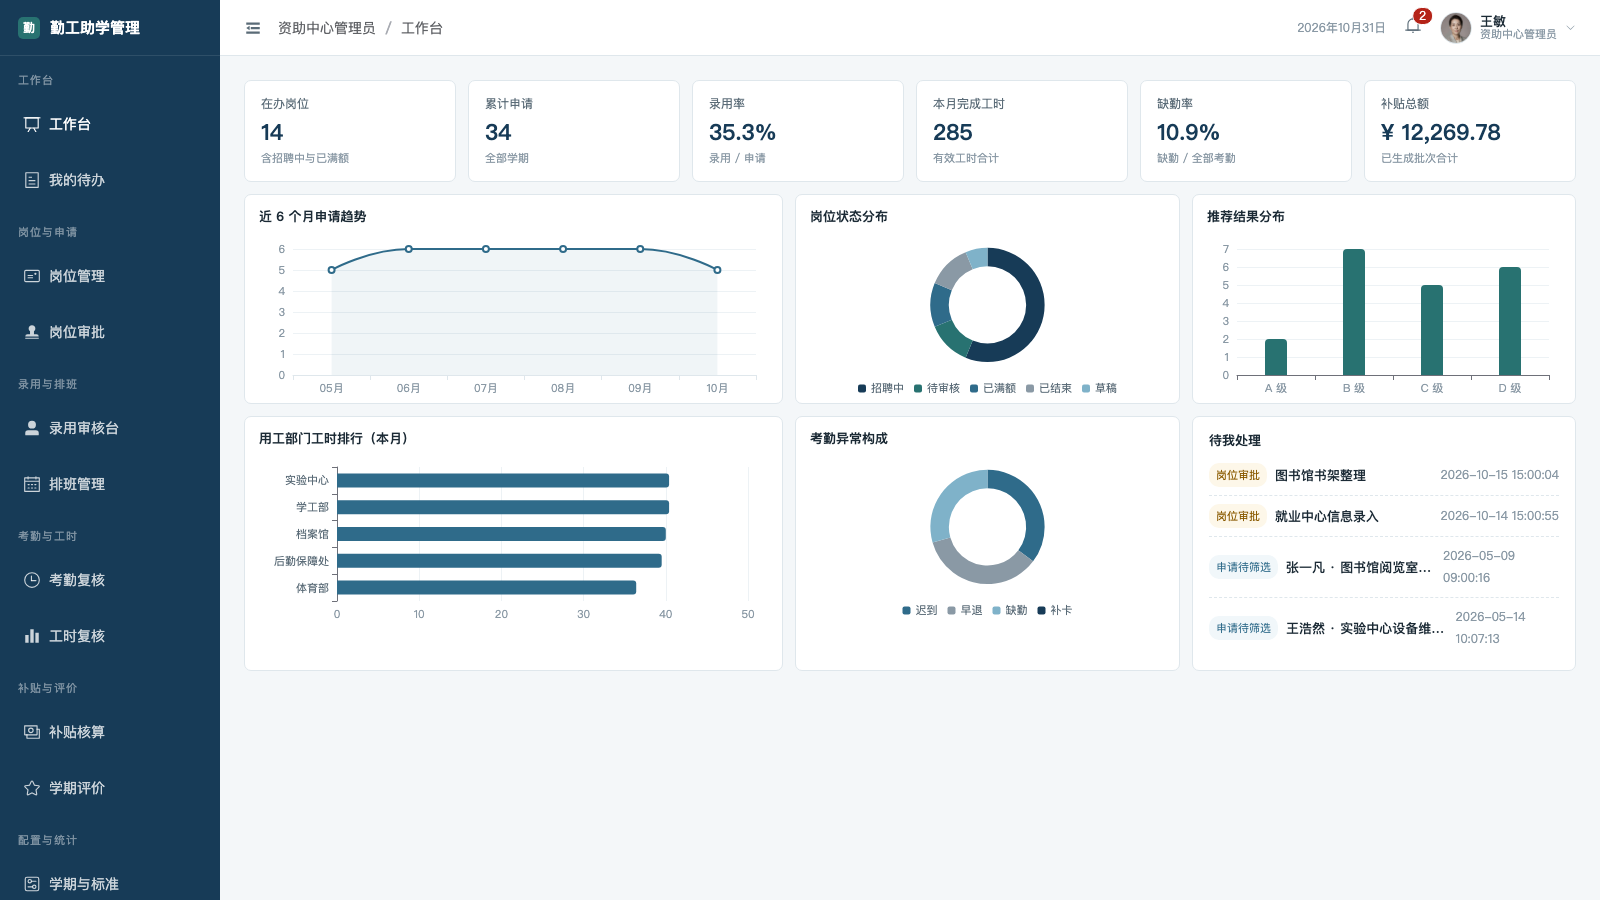 勤 勤工助学管理
资助中心管理员 / 工作台
2026年10月31日
2
王敏
资助中心管理员
工作台
工作台
我的待办
岗位与申请
岗位管理
岗位审批
录用与排班
录用审核台
排班管理
考勤与工时
考勤复核
工时复核
补贴与评价
补贴核算
学期评价
配置与统计
学期与标准
在办岗位
14
含招聘中与已满额
累计申请
34
全部学期
录用率
35.3%
录用 / 申请
本月完成工时
285
有效工时合计
缺勤率
10.9%
缺勤 / 全部考勤
补贴总额
¥ 12,269.78
已生成批次合计
近 6 个月申请趋势
6
5
4
3
2
1
0
05月 06月 07月 08月 09月 10月
岗位状态分布
招聘中 待审核 已满额 已结束 草稿
推荐结果分布
7
6
5
4
3
2
1
0
A 级 B 级 C 级 D 级
用工部门工时排行（本月）
实验中心
学工部
档案馆
后勤保障处
体育部
0 10 20 30 40 50
考勤异常构成
迟到 早退 缺勤 补卡
待我处理
岗位审批 图书馆书架整理 2026-10-15 15:00:04
岗位审批 就业中心信息录入 2026-10-14 15:00:55
申请待筛选 张一凡 · 图书馆阅览室... 2026-05-09
09:00:16
申请待筛选 王浩然 · 实验中心设备维... 2026-05-14
10:07:13